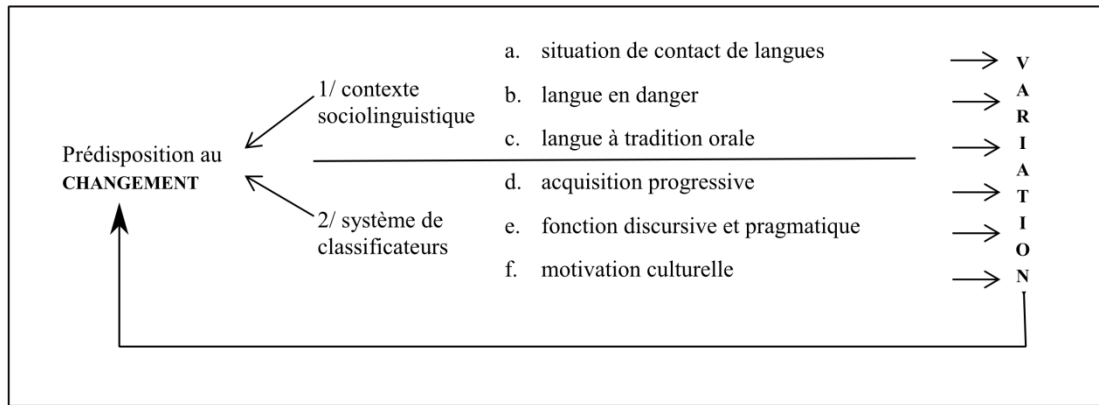 Prédisposition au
CHANGEMENT
1/ contexte
sociolinguistique
2/ système de
classificateurs
a. situation de contact de langues
b. langue en danger
c. langue à tradition orale
d. acquisition progressive
e. fonction discursive et pragmatique
f. motivation culturelle
VARIATION